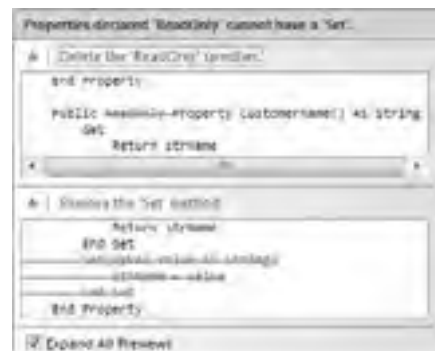 Properties declared 'ReadOnly' cannot have a 'Set'.
Delete the 'ReadOnly' specifier.
End Property
Public ReadOnly Property Customername() As String
Get
Return strname
Remove the 'Set' method
Return strname
End Get
Set(ByVal value As String)
strname = value
End Set
End Property
Expand All Previews